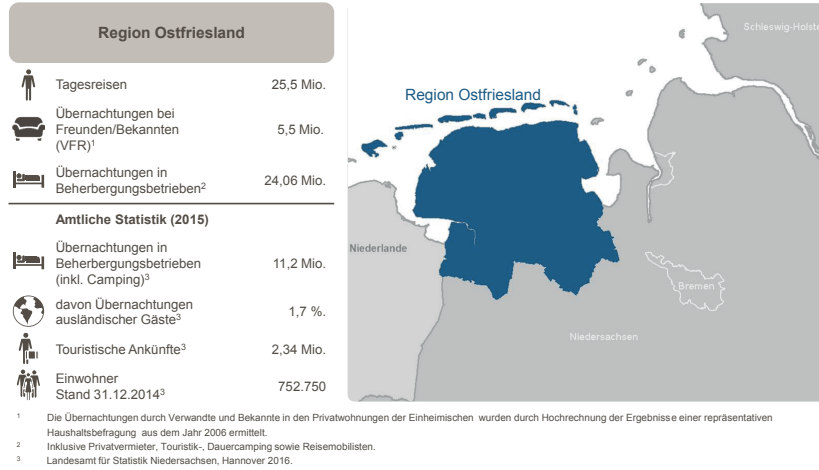 Region Ostfriesland
Tagesreisen 25,5 Mio.
Übernachtungen bei
Freunden/Bekannten
(VFR)¹ 5,5 Mio.
Übernachtungen in
Beherbergungsbetrieben² 24,06 Mio.
Amtliche Statistik (2015)
Übernachtungen in
Beherbergungsbetrieben
(inkl. Camping)³ 11,2 Mio.
davon Übernachtungen
ausländischer Gäste³ 1,7 %.
Touristische Ankünfte³ 2,34 Mio.
Einwohner
Stand 31.12.2014³ 752.750
Schleswig-Holste
Region Ostfriesland
Niederlande
Bremen
Niedersachsen
¹ Die Übernachtungen durch Verwandte und Bekannte in den Privatwohnungen der Einheimischen wurden durch Hochrechnung der Ergebnisse einer repräsentativen
Haushaltsbefragung aus dem Jahr 2006 ermittelt.
² Inklusive Privatvermieter, Touristik-, Dauercamping sowie Reisemobilisten.
³ Landesamt für Statistik Niedersachsen, Hannover 2016.